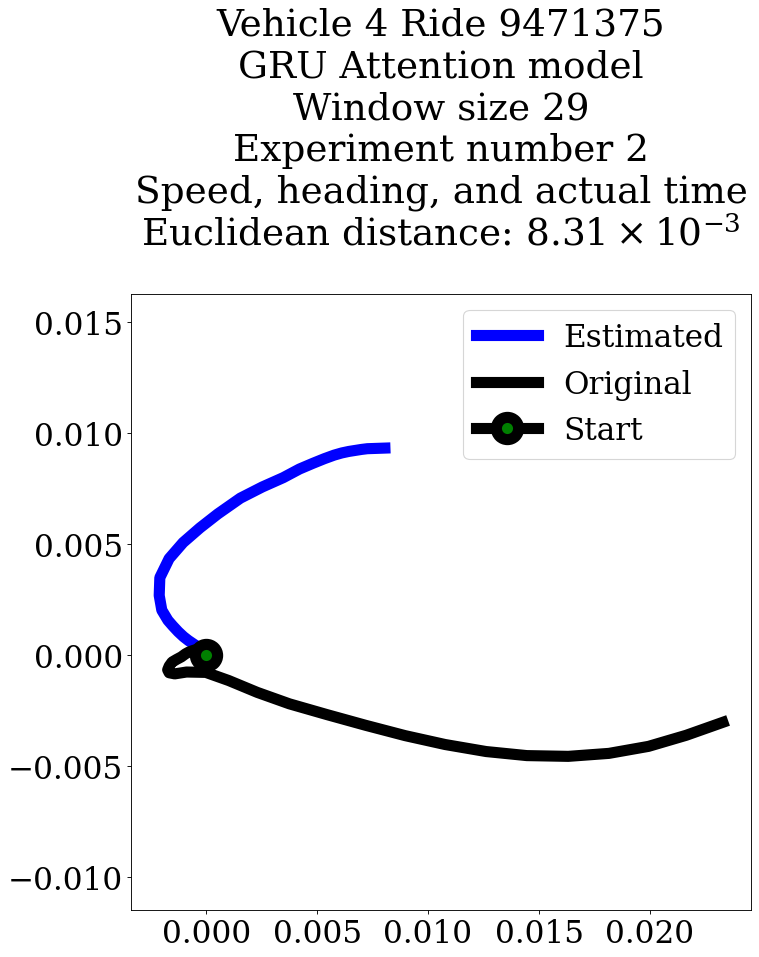 Vehicle 4 Ride 9471375
GRU Attention model
Window size 29
Experiment number 2
Speed, heading, and actual time
Euclidean distance: 8.31 × 10⁻³
Estimated
Original
Start
0.015
0.010
0.005
0.000
−0.005
−0.010
0.000 0.005 0.010 0.015 0.020